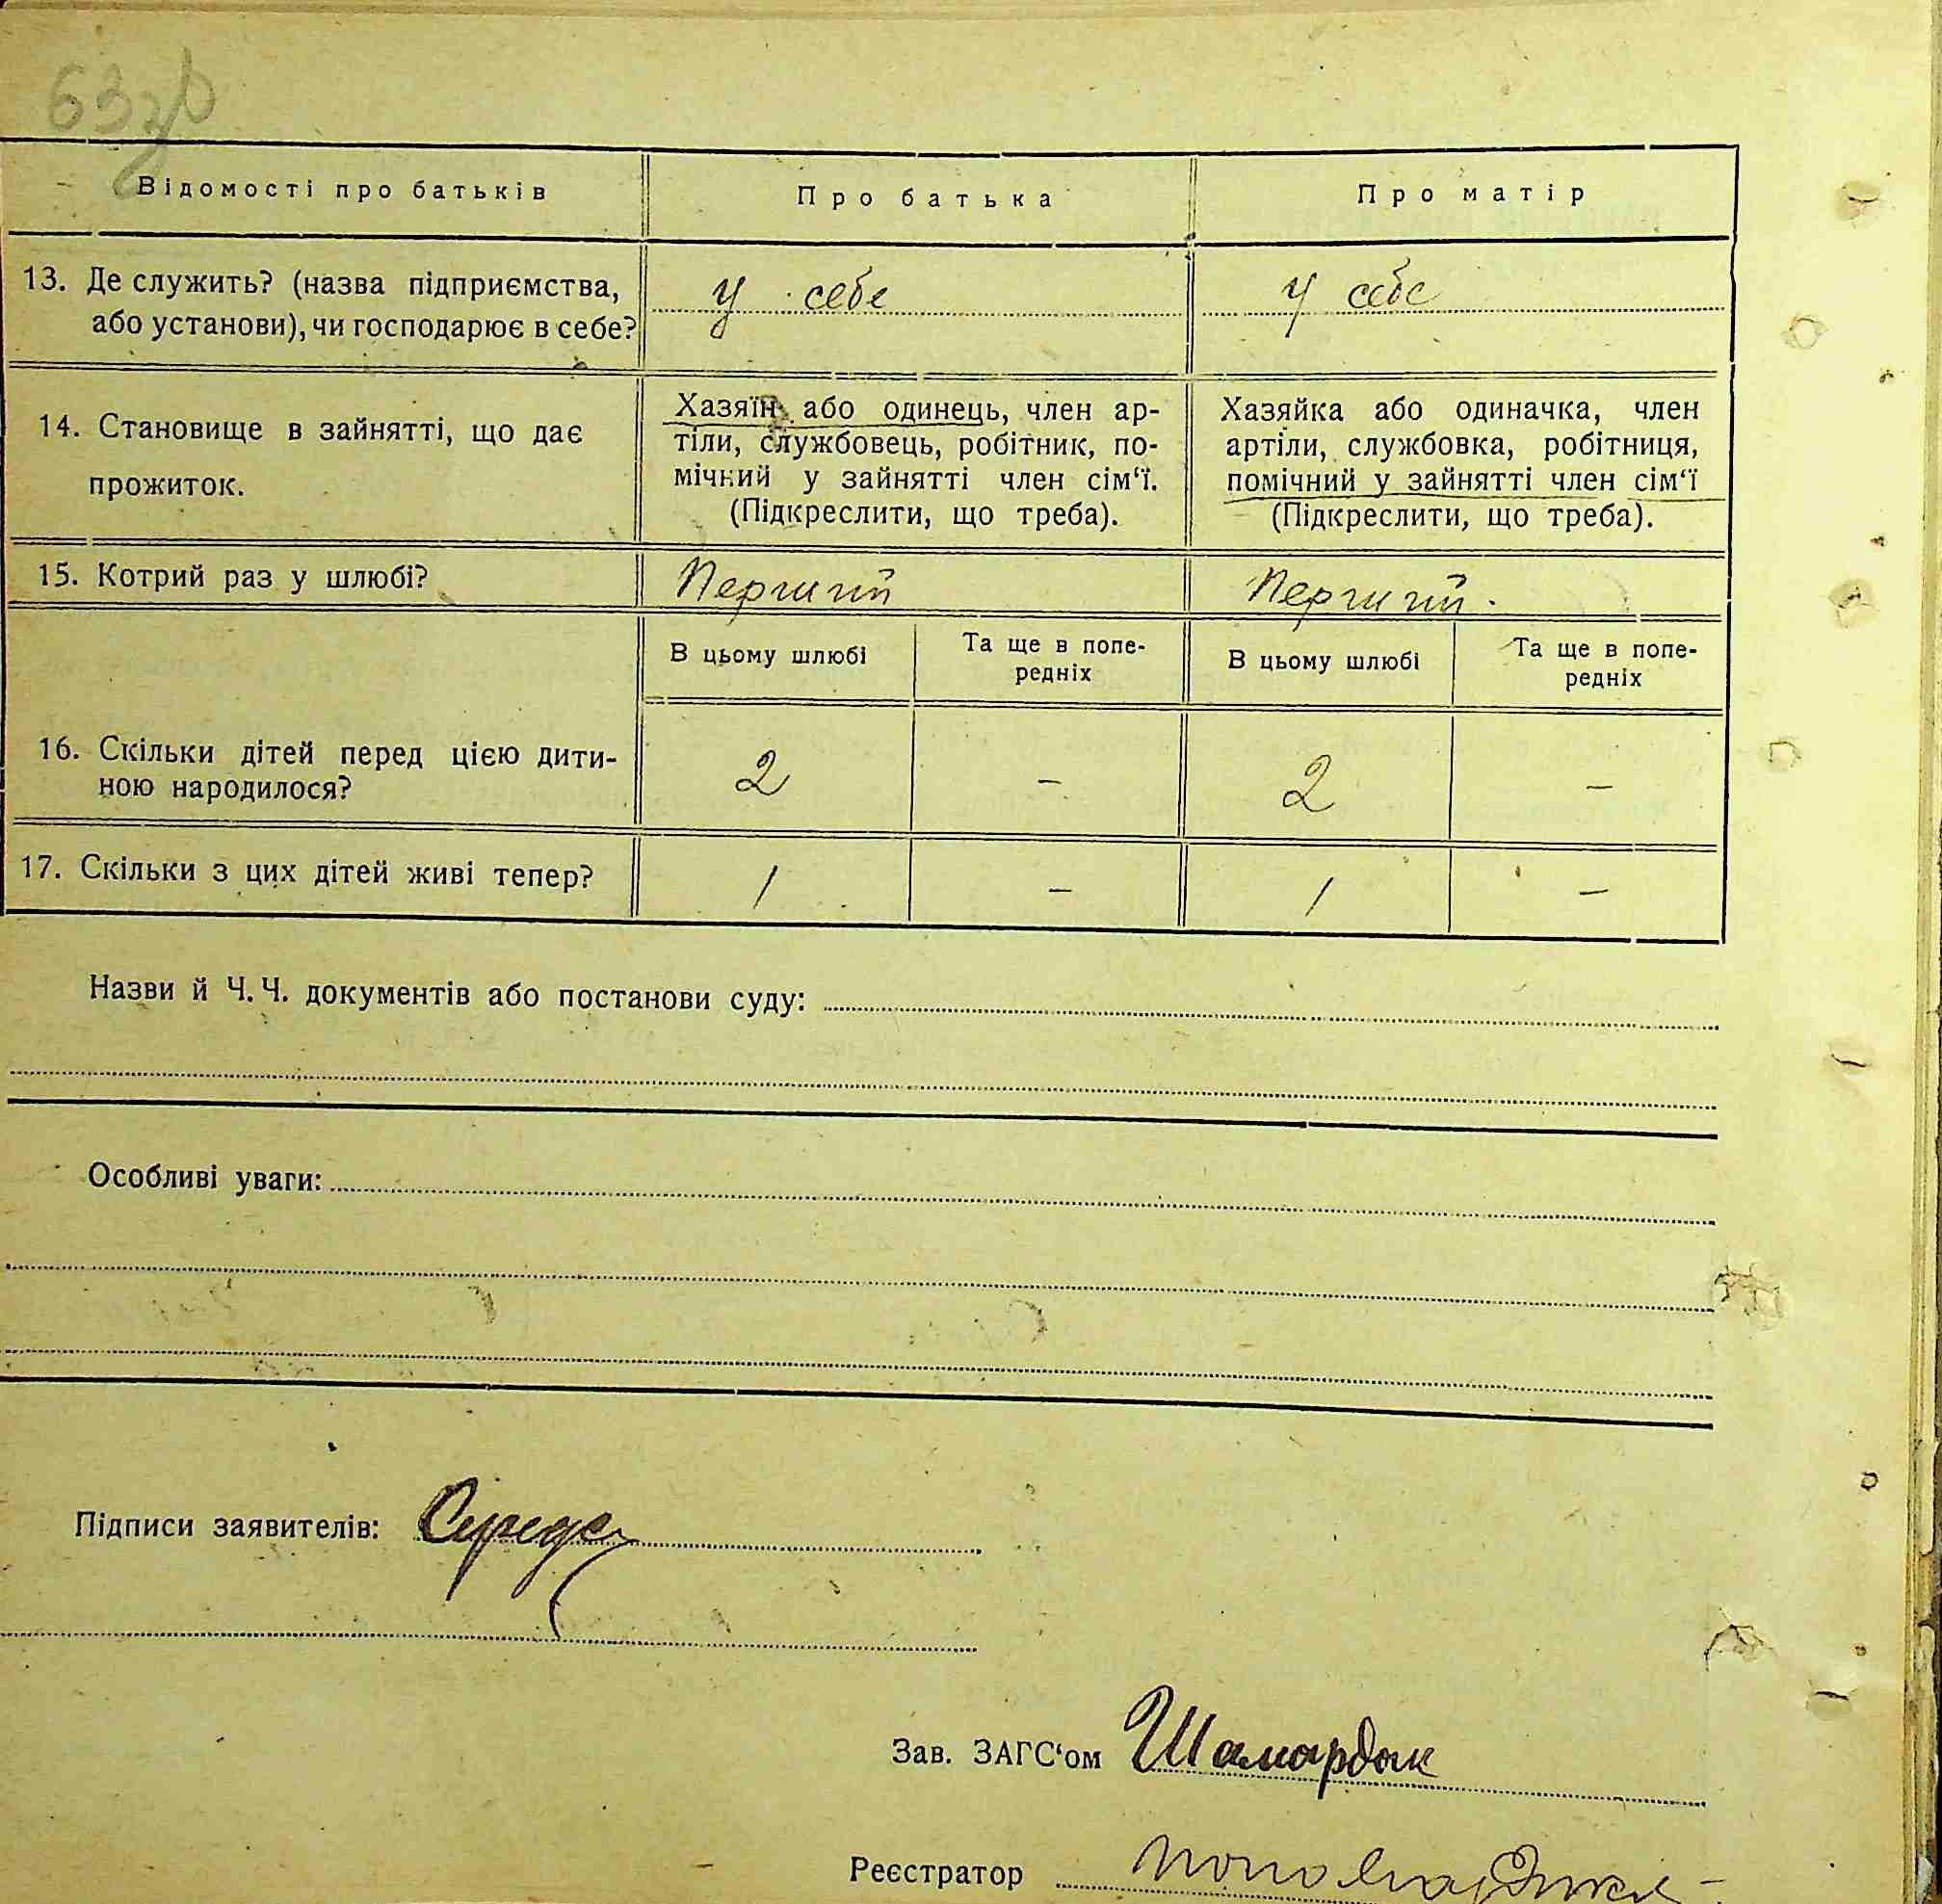 63зв
Відомості про батьків
Про батька
Про матір
13. Де служить? (назва підприємства,
або установи), чи господарює в себе?
у себе
у себе
14. Становище в зайнятті, що дає
прожиток.
Хазяїн або одинець, член ар-
тіли, службовець, робітник, по-
мічний у зайнятті член сім‘ї.
(Підкреслити, що треба).
Хазяйка або одиначка, член
артіли, службовка, робітниця,
помічний у зайнятті член сім‘ї
(Підкреслити, що треба).
15. Котрий раз у шлюбі?
Перший
Перший.
В цьому шлюбі
Та ще в попе-
редніх
В цьому шлюбі
Та ще в попе-
редніх
16. Скільки дітей перед цією дити-
ною народилося?
2
—
2
—
17. Скільки з цих дітей живі тепер?
1
—
1
—
Назви й Ч. Ч. документів або постанови суду:
Особливі уваги:
Підписи заявителів:
Зав. ЗАГС‘ом Шамардак
Реєстратор